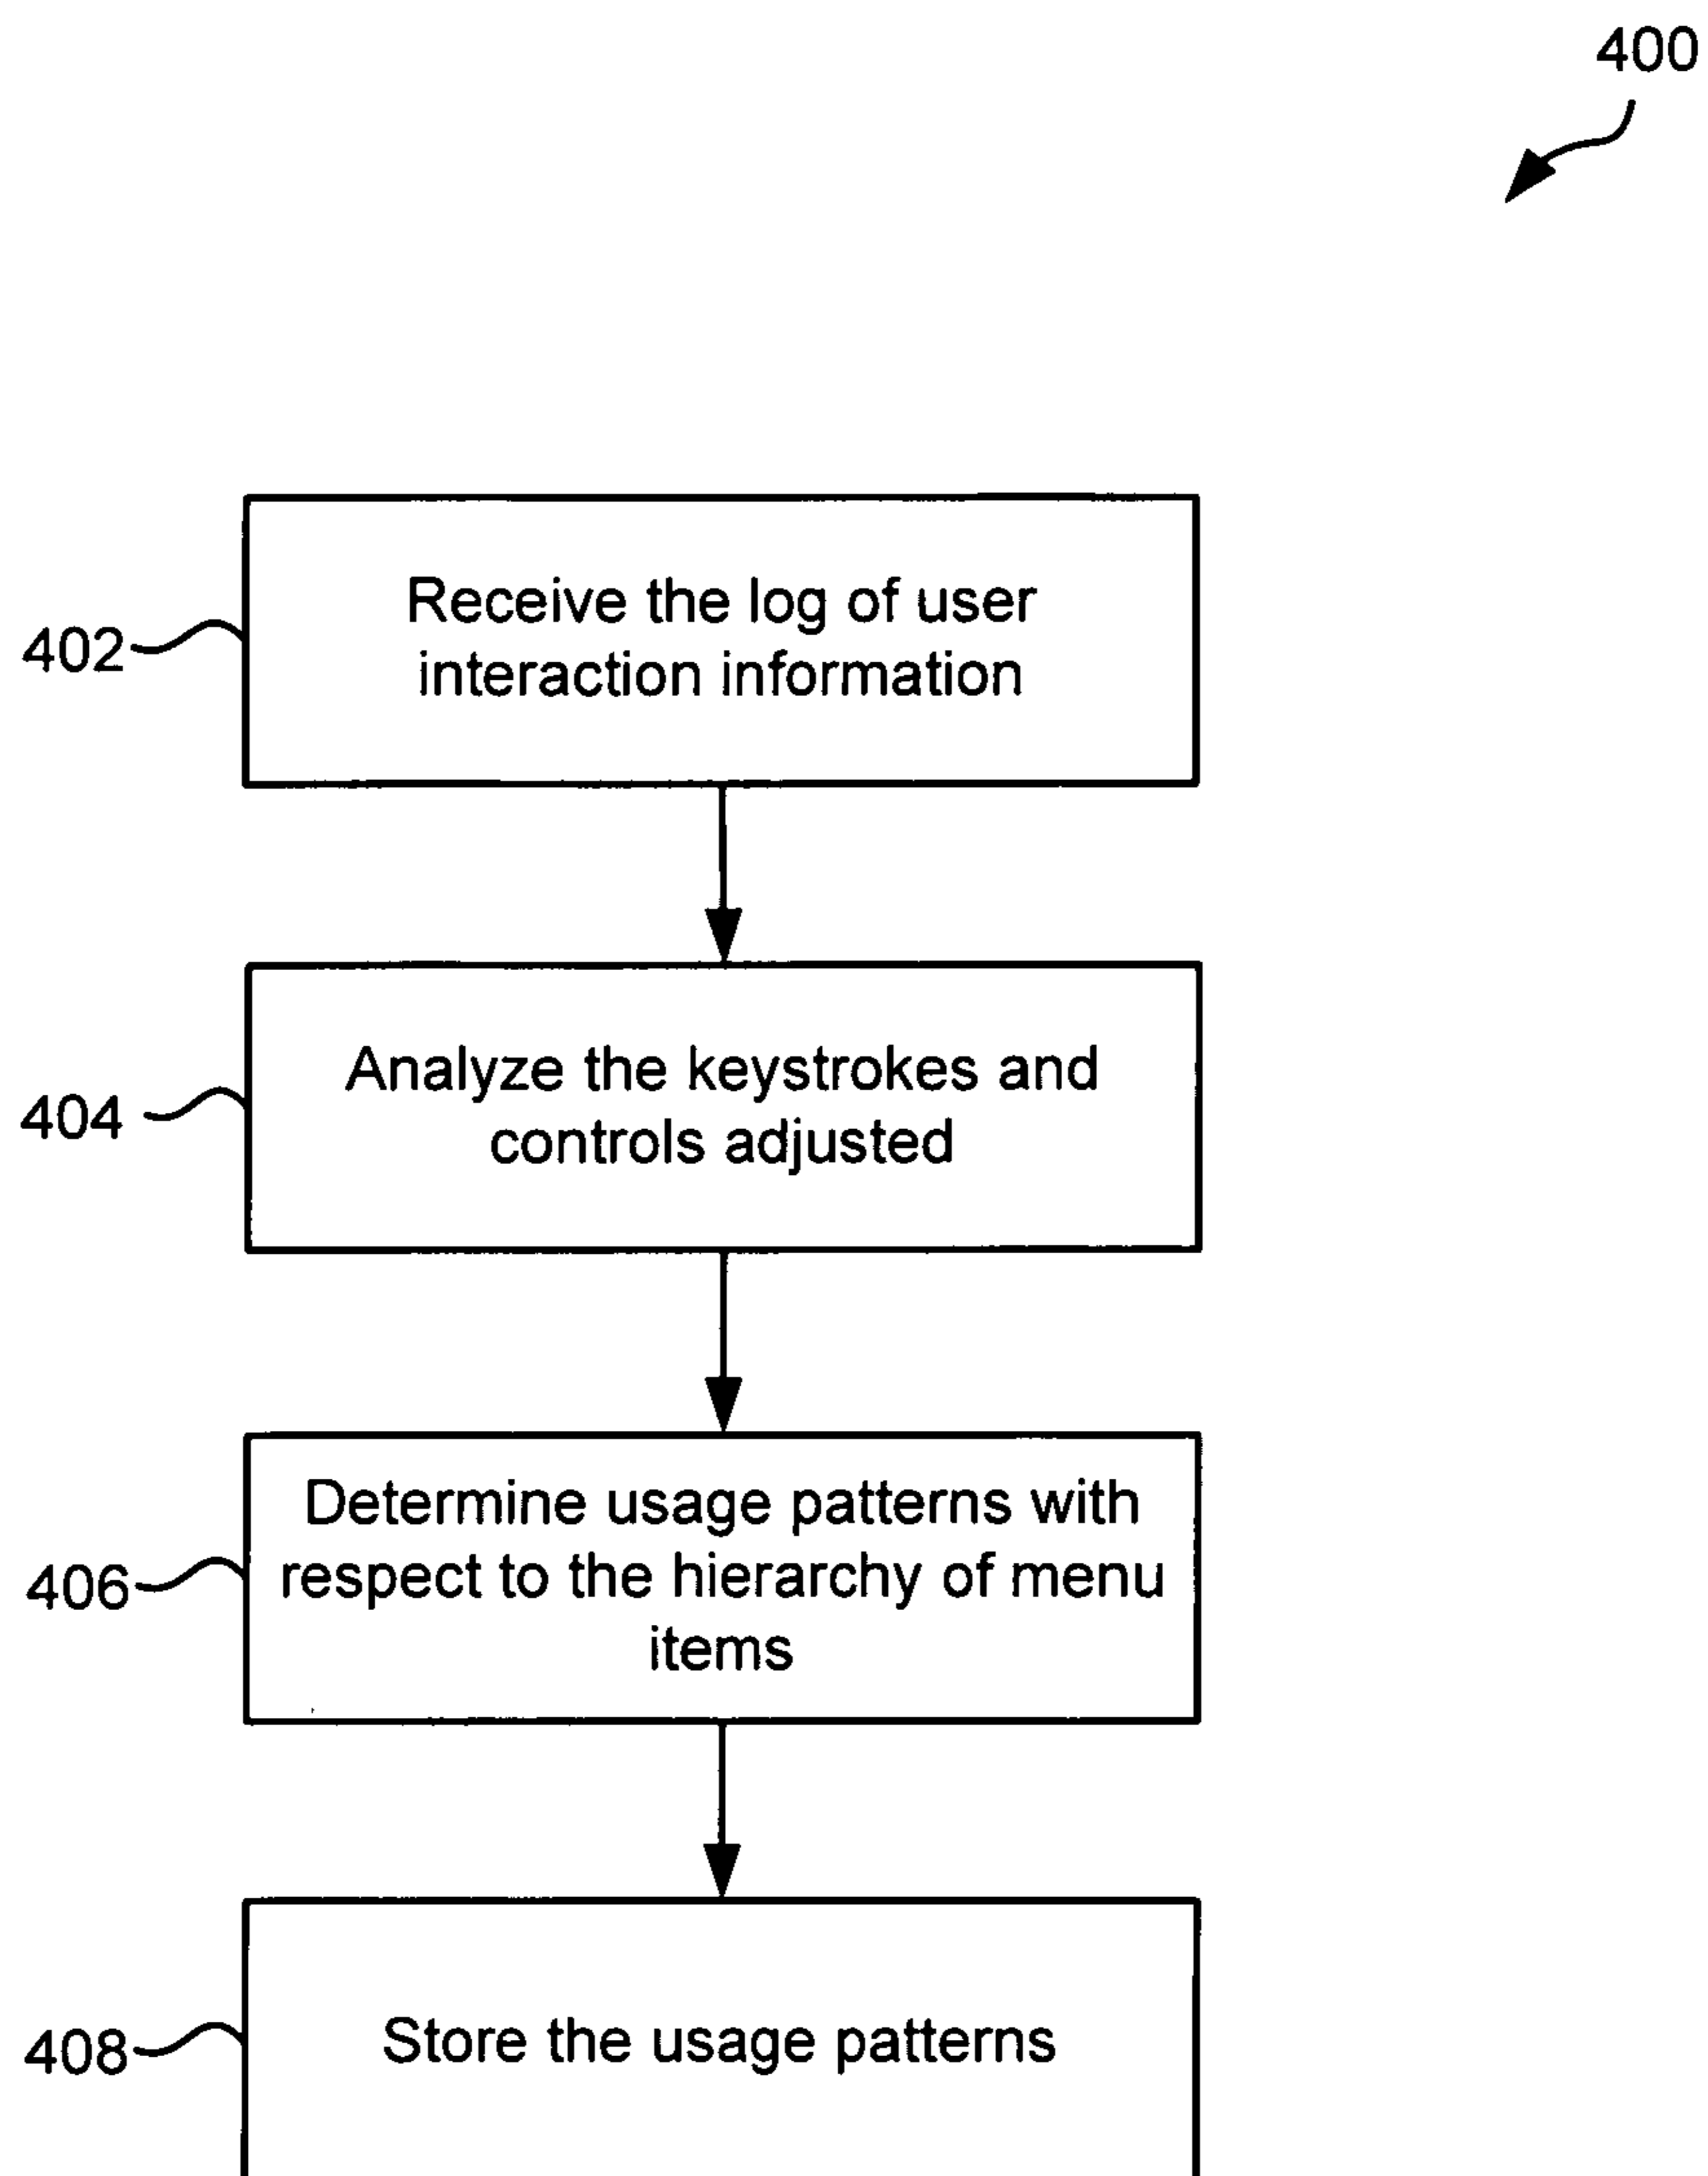 400
402
Receive the log of user
interaction information
404
Analyze the keystrokes and
controls adjusted
406
Determine usage patterns with
respect to the hierarchy of menu
items
408
Store the usage patterns